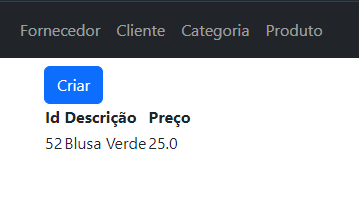 Fornecedor Cliente Categoria Produto
Criar
Id Descrição Preço
52 Blusa Verde 25.0